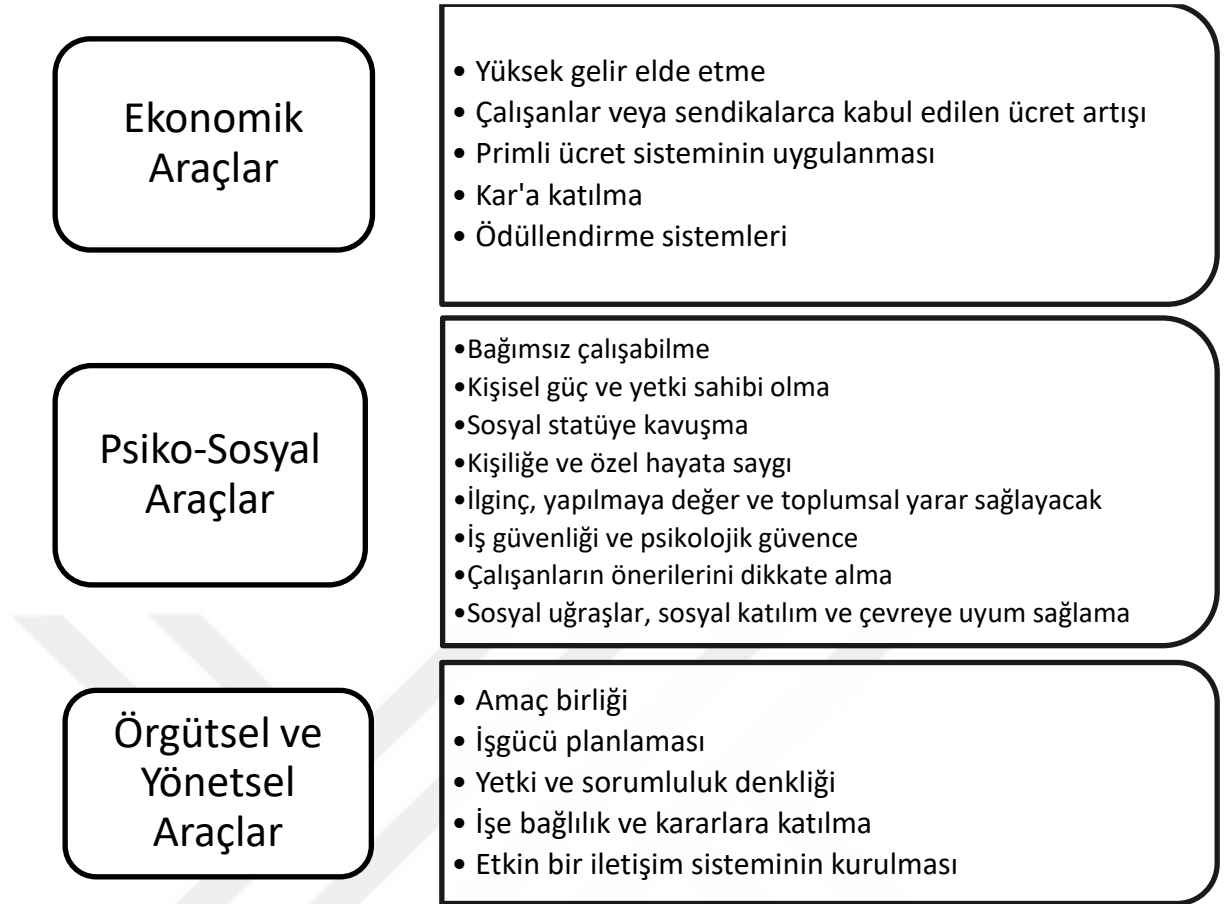 Ekonomik
Araçlar
• Yüksek gelir elde etme
• Çalışanlar veya sendikalarca kabul edilen ücret artışı
• Primli ücret sisteminin uygulanması
• Kar'a katılma
• Ödüllendirme sistemleri
Psiko-Sosyal
Araçlar
•Bağımsız çalışabilme
•Kişisel güç ve yetki sahibi olma
•Sosyal statüye kavuşma
•Kişiliğe ve özel hayata saygı
•İlginç, yapılmaya değer ve toplumsal yarar sağlayacak
•İş güvenliği ve psikolojik güvence
•Çalışanların önerilerini dikkate alma
•Sosyal uğraşlar, sosyal katılım ve çevreye uyum sağlama
Örgütsel ve
Yönetsel
Araçlar
• Amaç birliği
• İşgücü planlaması
• Yetki ve sorumluluk denkliği
• İşe bağlılık ve kararlara katılma
• Etkin bir iletişim sisteminin kurulması